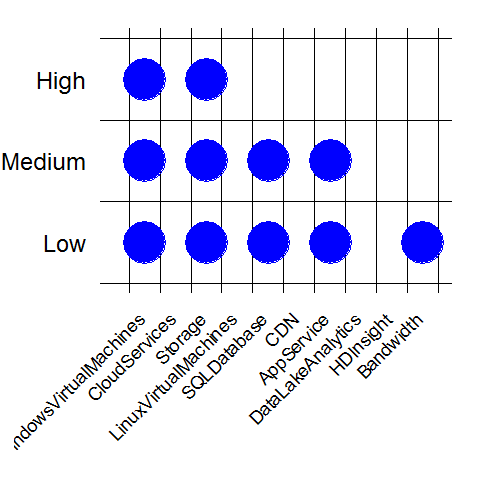 High
Medium
Low
ndowsVirtualMachines
CloudServices
Storage
LinuxVirtualMachines
SQLDatabase
CDN
AppService
DataLakeAnalytics
HDInsight
Bandwidth